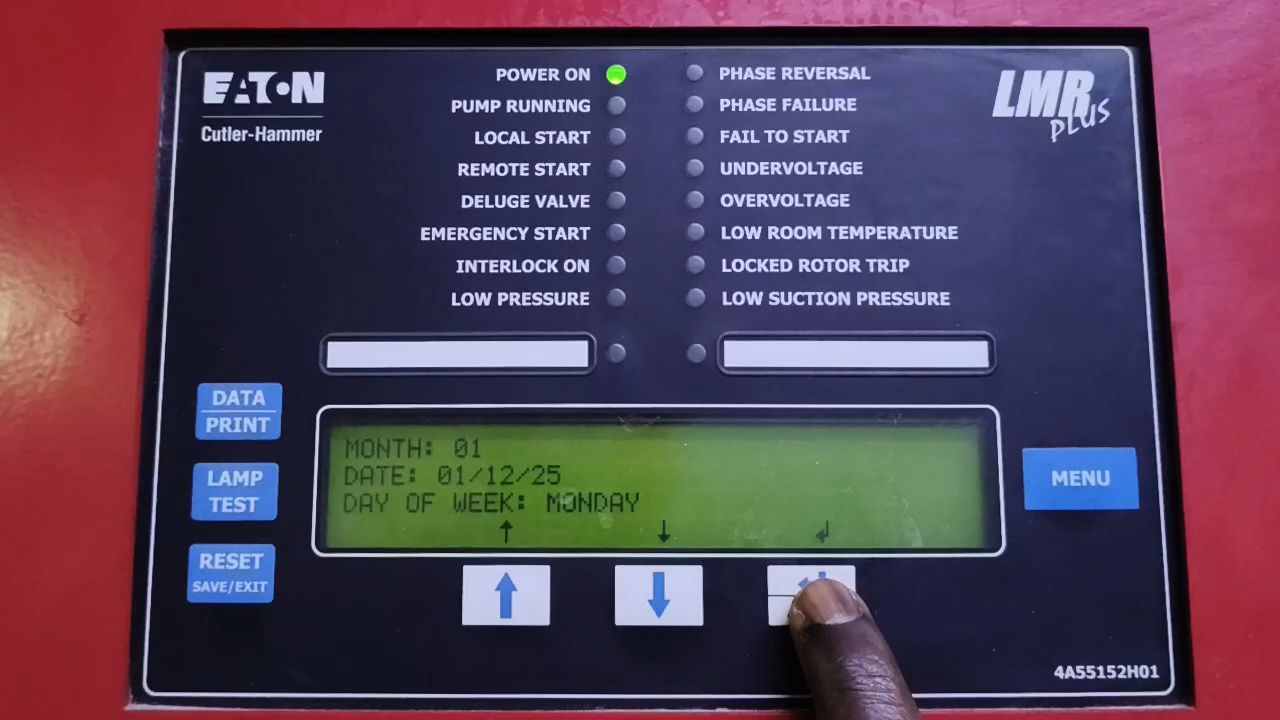 EATON
Cutler-Hammer
LMR
PLUS
POWER ON
PUMP RUNNING
LOCAL START
REMOTE START
DELUGE VALVE
EMERGENCY START
INTERLOCK ON
LOW PRESSURE
PHASE REVERSAL
PHASE FAILURE
FAIL TO START
UNDERVOLTAGE
OVERVOLTAGE
LOW ROOM TEMPERATURE
LOCKED ROTOR TRIP
LOW SUCTION PRESSURE
DATA
PRINT
LAMP
TEST
RESET
SAVE/EXIT
MONTH: 01
DATE: 01/12/25
DAY OF WEEK: MONDAY
↑ ↓ ↲
MENU
4A55152H01